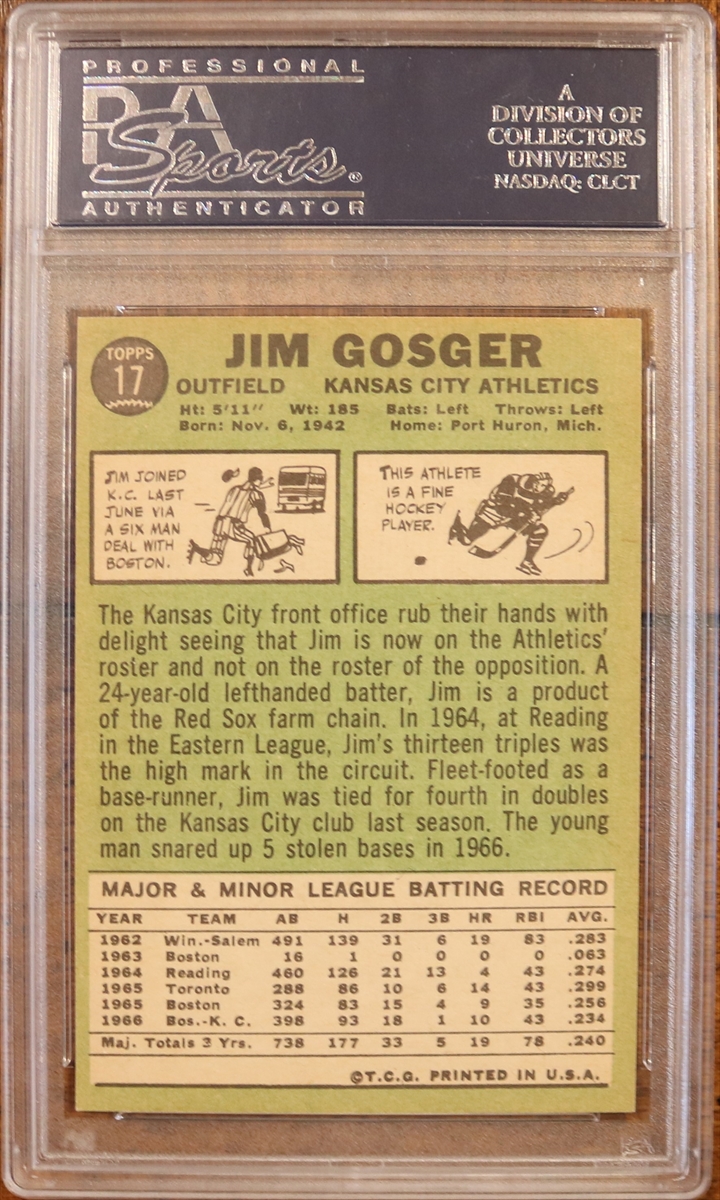 PROFESSIONAL
PSA
Sports®
AUTHENTICATOR
A
DIVISION OF
COLLECTORS
UNIVERSE
NASDAQ: CLCT
TOPPS
17
JIM GOSGER
OUTFIELD KANSAS CITY ATHLETICS
Ht: 5'11" Wt: 185 Bats: Left Throws: Left
Born: Nov. 6, 1942 Home: Port Huron, Mich.
JIM JOINED
K.C. LAST
JUNE VIA
A SIX MAN
DEAL WITH
BOSTON.
THIS ATHLETE
IS A FINE
HOCKEY
PLAYER.
The Kansas City front office rub their hands with
delight seeing that Jim is now on the Athletics'
roster and not on the roster of the opposition. A
24-year-old lefthanded batter, Jim is a product
of the Red Sox farm chain. In 1964, at Reading
in the Eastern League, Jim's thirteen triples was
the high mark in the circuit. Fleet-footed as a
base-runner, Jim was tied for fourth in doubles
on the Kansas City club last season. The young
man snared up 5 stolen bases in 1966.
MAJOR & MINOR LEAGUE BATTING RECORD
YEAR TEAM AB H 2B 3B HR RBI AVG.
1962 Win.-Salem 491 139 31 6 19 83 .283
1963 Boston 16 1 0 0 0 0 .063
1964 Reading 460 126 21 13 4 43 .274
1965 Toronto 288 86 10 6 14 43 .299
1965 Boston 324 83 15 4 9 35 .256
1966 Bos.-K. C. 398 93 18 1 10 43 .234
Maj. Totals 3 Yrs. 738 177 33 5 19 78 .240
©T.C.G. PRINTED IN U.S.A.